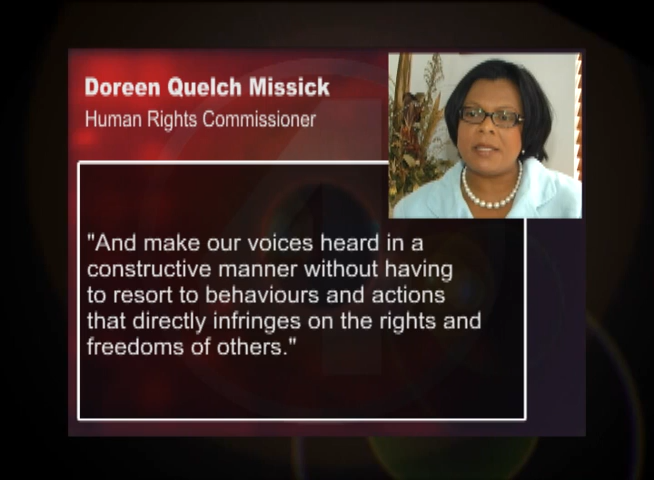 Doreen Quelch Missick
Human Rights Commissioner
"And make our voices heard in a
constructive manner without having
to resort to behaviours and actions
that directly infringes on the rights and
freedoms of others."